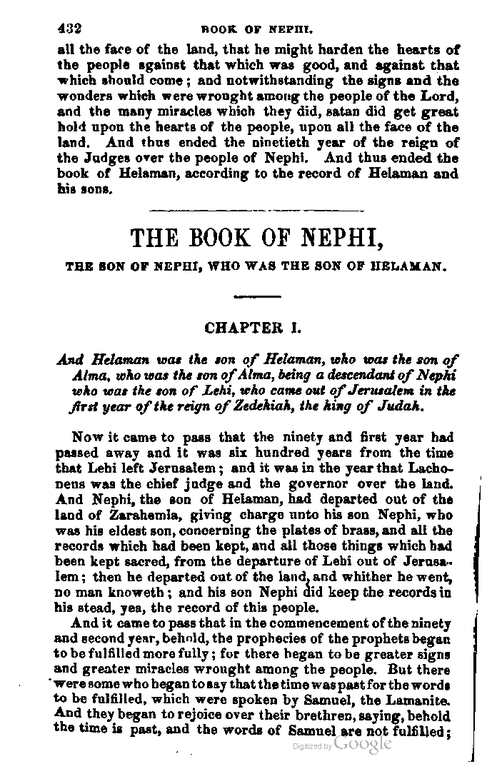 432 BOOK OF NEPHI.
all the face of the land, that he might harden the hearts of
the people against that which was good, and against that
which should come; and notwithstanding the signs and the
wonders which were wrought among the people of the Lord,
and the many miracles which they did, satan did get great
hold upon the hearts of the people, upon all the face of the
land. And thus ended the ninetieth year of the reign of
the Judges over the people of Nephi. And thus ended the
book of Helaman, according to the record of Helaman and
his sons.
THE BOOK OF NEPHI,
THE SON OF NEPHI, WHO WAS THE SON OF HELAMAN.
CHAPTER I.
And Helaman was the son of Helaman, who was the son of
Alma, who was the son of Alma, being a descendant of Nephi
who was the son of Lehi, who came out of Jerusalem in the
first year of the reign of Zedekiah, the king of Judah.
Now it came to pass that the ninety and first year had
passed away and it was six hundred years from the time
that Lehi left Jerusalem; and it was in the year that Lacho-
neus was the chief judge and the governor over the land.
And Nephi, the son of Helaman, had departed out of the
land of Zarahemla, giving charge unto his son Nephi, who
was his eldest son, concerning the plates of brass, and all the
records which had been kept, and all those things which had
been kept sacred, from the departure of Lehi out of Jerusa-
lem; then he departed out of the land, and whither he went,
no man knoweth; and his son Nephi did keep the records in
his stead, yea, the record of this people.
And it came to pass that in the commencement of the ninety
and second year, behold, the prophecies of the prophets began
to be fulfilled more fully; for there began to be greater signs
and greater miracles wrought among the people. But there
were some who began to say that the time was past for the words
to be fulfilled, which were spoken by Samuel, the Lamanite.
And they began to rejoice over their brethren, saying, behold
the time is past, and the words of Samuel are not fulfilled;
Digitized by Google